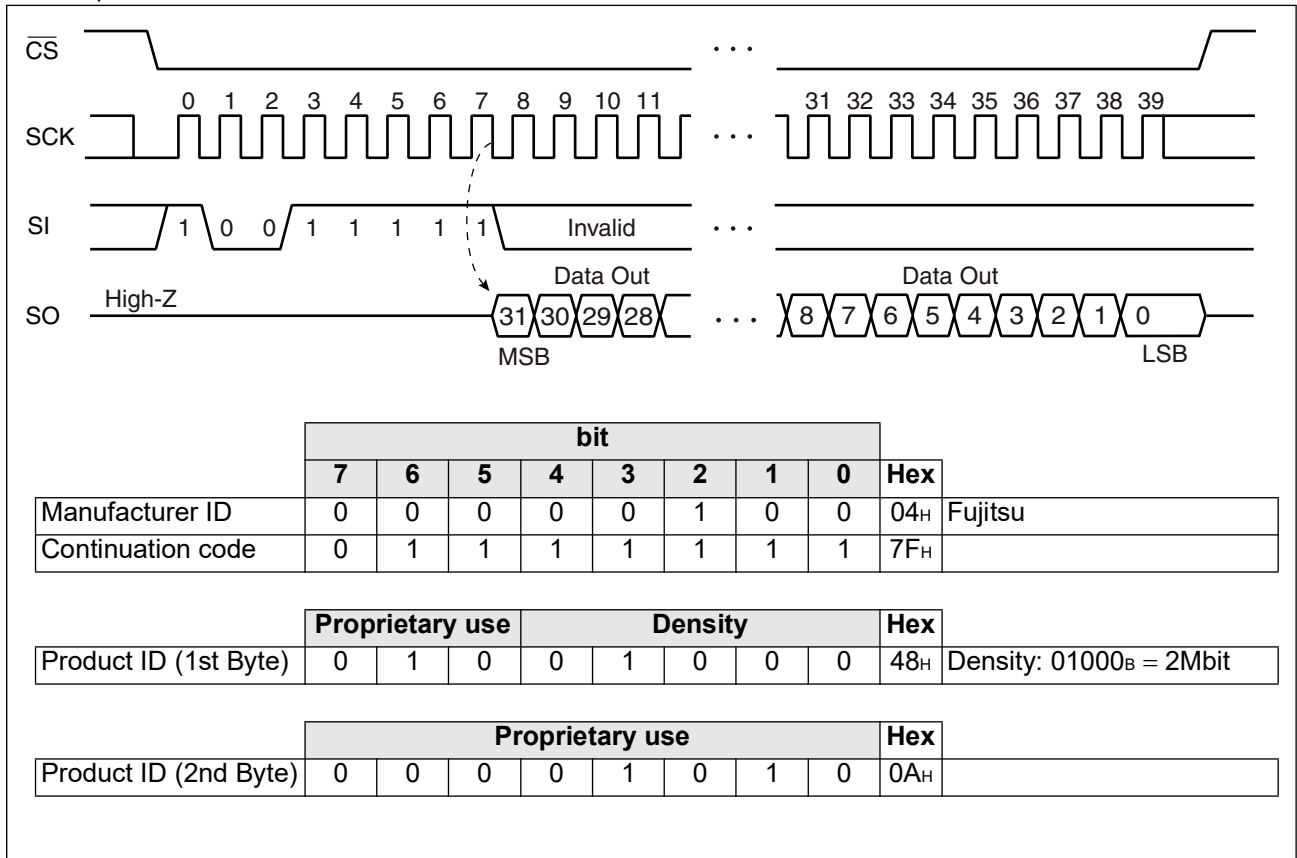 CS
. . .
0 1 2 3 4 5 6 7 8 9 10 11 31 32 33 34 35 36 37 38 39
SCK . . .
SI 1 0 0 1 1 1 1 1 Invalid . . .
Data Out Data Out
High-Z
SO 31 30 29 28 . . . 8 7 6 5 4 3 2 1 0
MSB LSB
bit
7 6 5 4 3 2 1 0 Hex
Manufacturer ID 0 0 0 0 0 1 0 0 04H Fujitsu
Continuation code 0 1 1 1 1 1 1 1 7FH
Proprietary use Density Hex
Product ID (1st Byte) 0 1 0 0 1 0 0 0 48H Density: 01000B = 2Mbit
Proprietary use Hex
Product ID (2nd Byte) 0 0 0 0 1 0 1 0 0AH